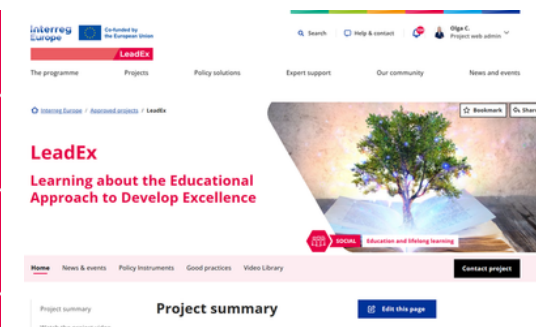 Interreg
Europe
Co-funded by
the European Union
LeadEx
Search
Help & contact
Olga C.
Project web admin
The programme
Projects
Policy solutions
Expert support
Our community
News and events
Interreg Europe / Approved projects / LeadEx
Bookmark
Share
LeadEx
Learning about the Educational
Approach to Develop Excellence
SOCIAL
Education and lifelong learning
Home
News & events
Policy Instruments
Good practices
Video Library
Contact project
Project summary
Project summary
Edit this page